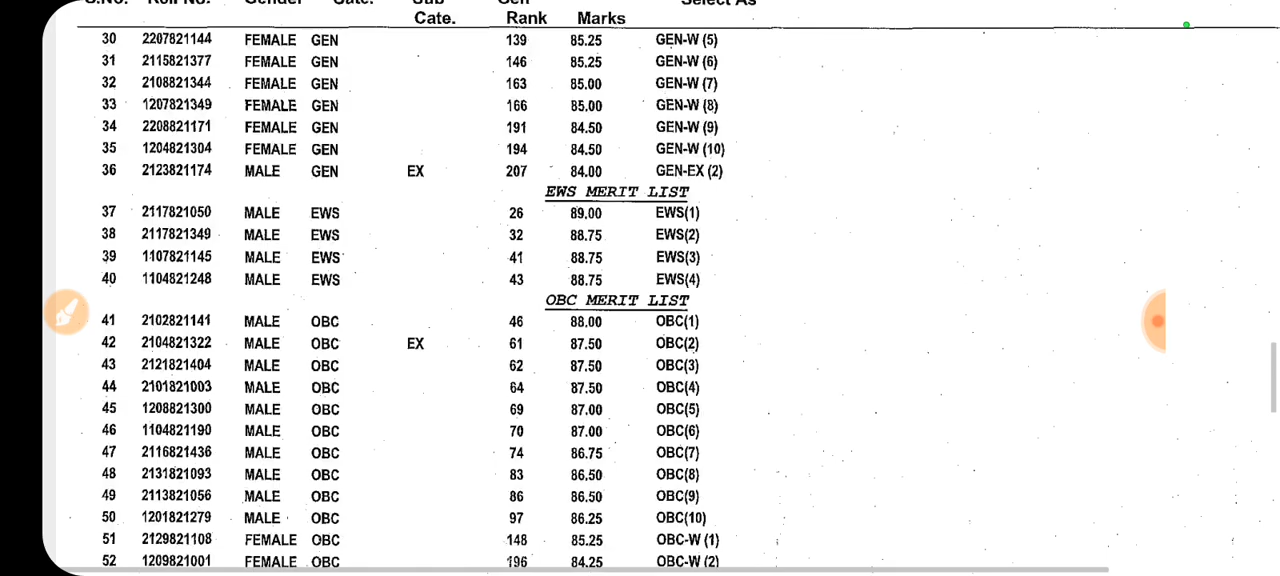 S.No. Roll No. Gender Cate. Sub Gen Select As
Cate. Rank Marks
30 2207821144 FEMALE GEN 139 85.25 GEN-W (5)
31 2115821377 FEMALE GEN 146 85.25 GEN-W (6)
32 2108821344 FEMALE GEN 163 85.00 GEN-W (7)
33 1207821349 FEMALE GEN 166 85.00 GEN-W (8)
34 2208821171 FEMALE GEN 191 84.50 GEN-W (9)
35 1204821304 FEMALE GEN 194 84.50 GEN-W (10)
36 2123821174 MALE GEN EX 207 84.00 GEN-EX (2)
EWS MERIT LIST
37 2117821050 MALE EWS 26 89.00 EWS(1)
38 2117821349 MALE EWS 32 88.75 EWS(2)
39 1107821145 MALE EWS 41 88.75 EWS(3)
40 1104821248 MALE EWS 43 88.75 EWS(4)
OBC MERIT LIST
41 2102821141 MALE OBC 46 88.00 OBC(1)
42 2104821322 MALE OBC EX 61 87.50 OBC(2)
43 2121821404 MALE OBC 62 87.50 OBC(3)
44 2101821003 MALE OBC 64 87.50 OBC(4)
45 1208821300 MALE OBC 69 87.00 OBC(5)
46 1104821190 MALE OBC 70 87.00 OBC(6)
47 2116821436 MALE OBC 74 86.75 OBC(7)
48 2131821093 MALE OBC 83 86.50 OBC(8)
49 2113821056 MALE OBC 86 86.50 OBC(9)
50 1201821279 MALE OBC 97 86.25 OBC(10)
51 2129821108 FEMALE OBC 148 85.25 OBC-W (1)
52 1209821001 FEMALE OBC 196 84.25 OBC-W (2)